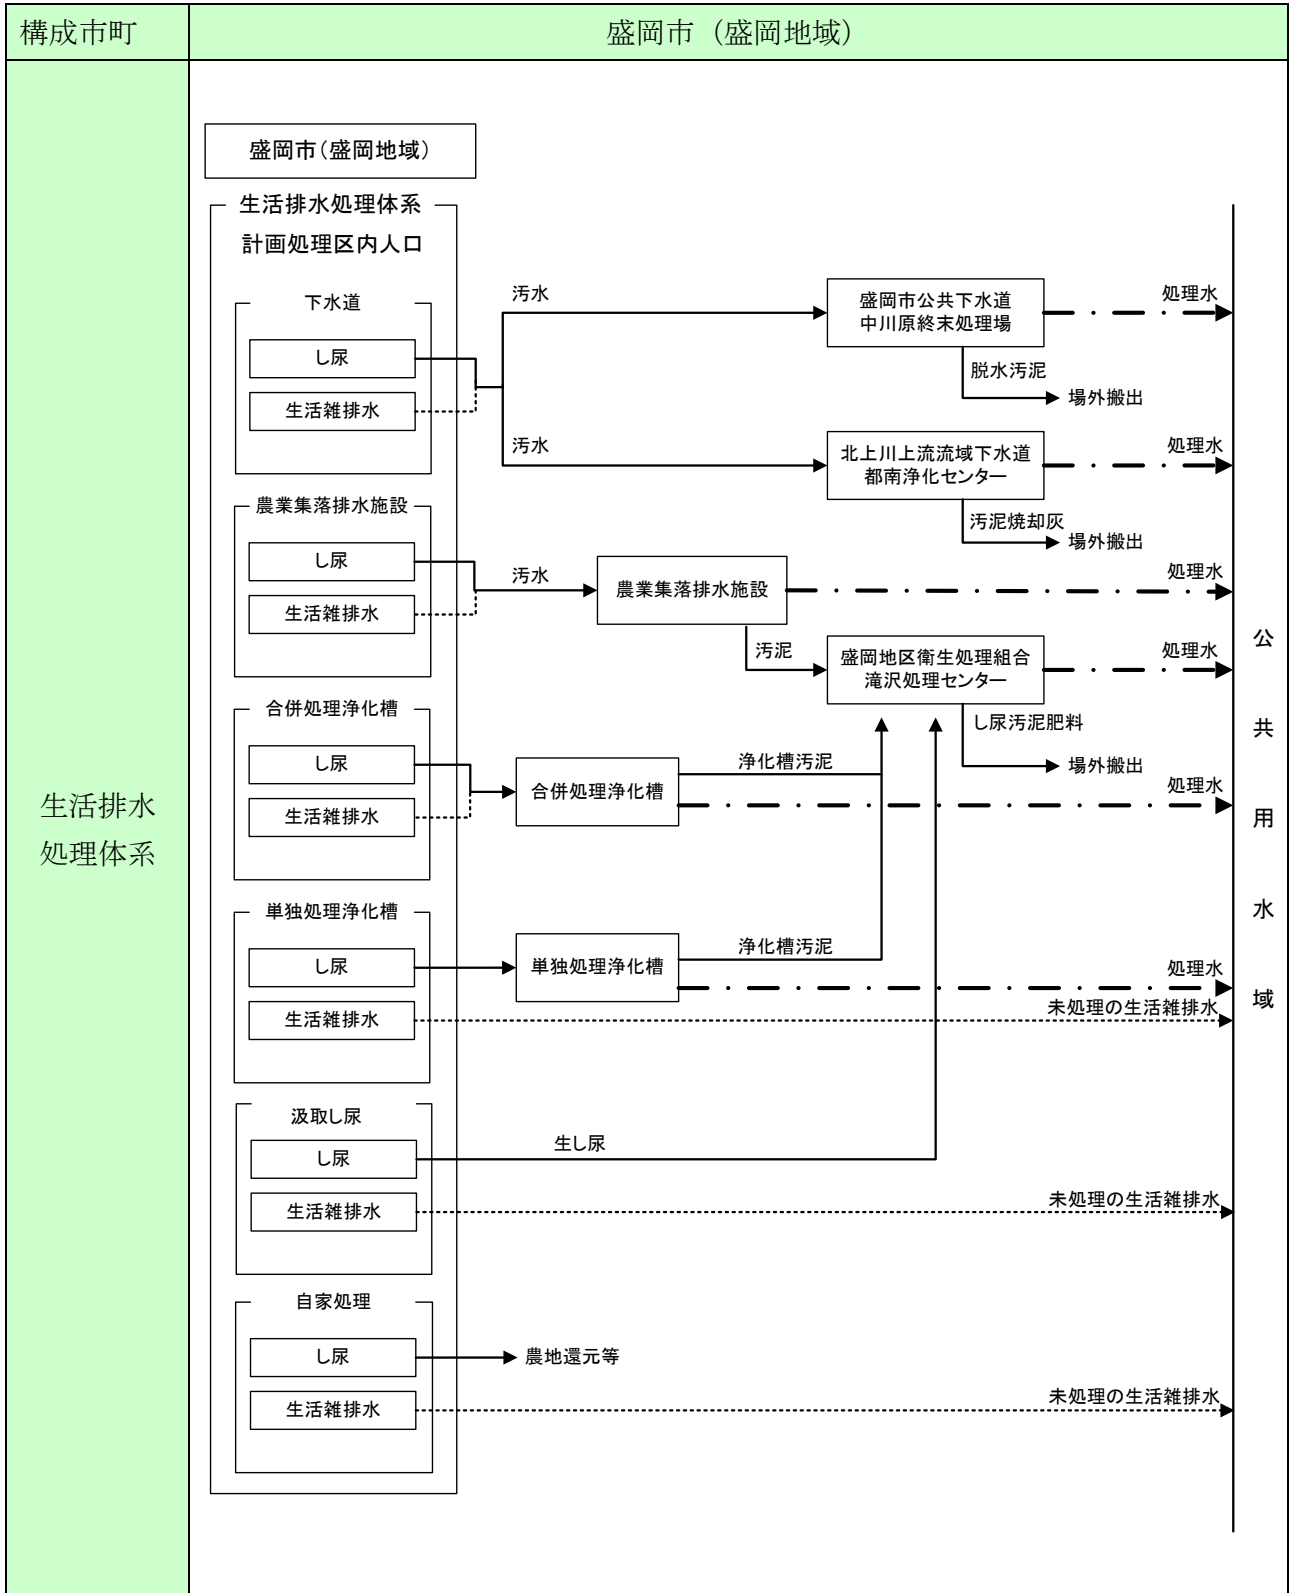 構成市町
盛岡市（盛岡地域）
生活排水
処理体系
盛岡市（盛岡地域）
生活排水処理体系
計画処理区内人口
下水道
し尿
生活雑排水
汚水
盛岡市公共下水道
中川原終末処理場
処理水
脱水汚泥
場外搬出
汚水
北上川上流流域下水道
都南浄化センター
処理水
汚泥焼却灰
場外搬出
農業集落排水施設
し尿
生活雑排水
汚水
農業集落排水施設
処理水
汚泥
盛岡地区衛生処理組合
滝沢処理センター
処理水
し尿汚泥肥料
場外搬出
合併処理浄化槽
し尿
生活雑排水
合併処理浄化槽
浄化槽汚泥
処理水
単独処理浄化槽
し尿
生活雑排水
単独処理浄化槽
浄化槽汚泥
処理水
未処理の生活雑排水
汲取し尿
し尿
生活雑排水
生し尿
未処理の生活雑排水
自家処理
し尿
生活雑排水
農地還元等
未処理の生活雑排水
公共用水域